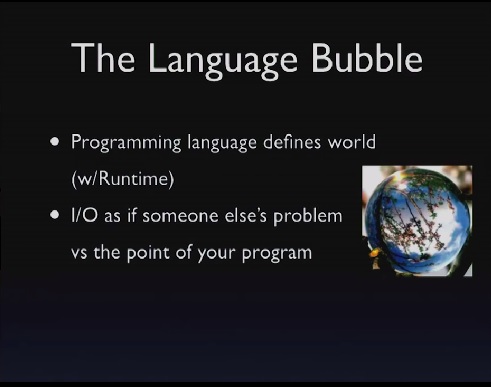 The Language Bubble
• Programming language defines world
(w/Runtime)
• I/O as if someone else's problem
vs the point of your program